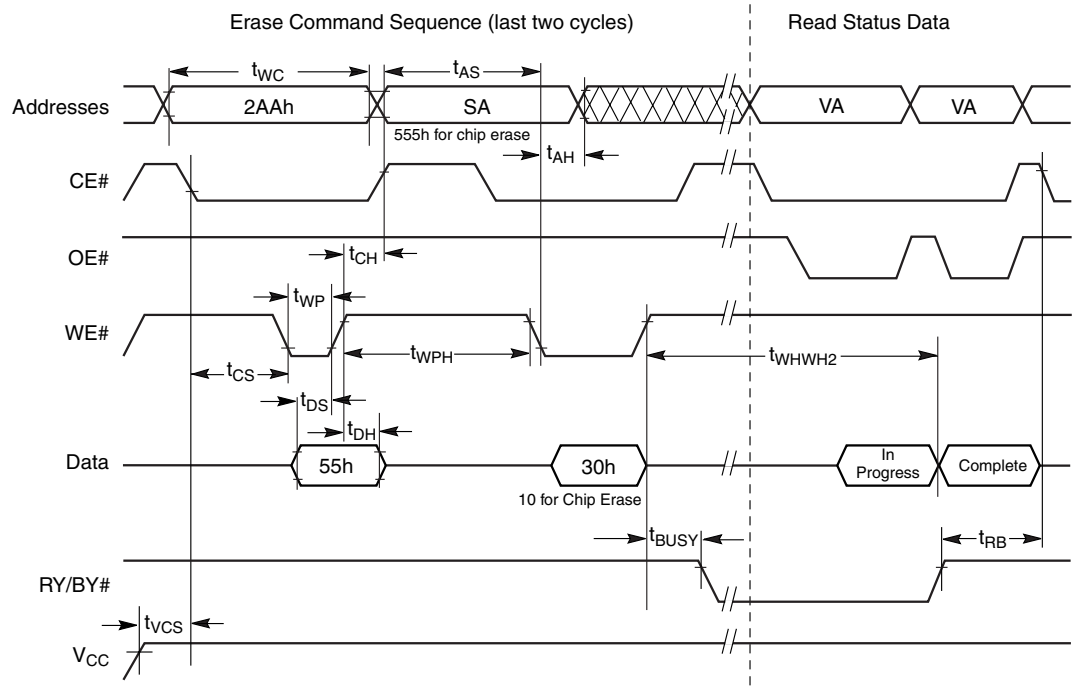 Erase Command Sequence (last two cycles)
Read Status Data
tWC
tAS
Addresses
2AAh
SA
VA
VA
555h for chip erase
tAH
CE#
OE#
tCH
tWP
WE#
tWPH
tWHWH2
tCS
tDS
tDH
Data
55h
30h
In
Progress
Complete
10 for Chip Erase
tBUSY
tRB
RY/BY#
tVCS
VCC